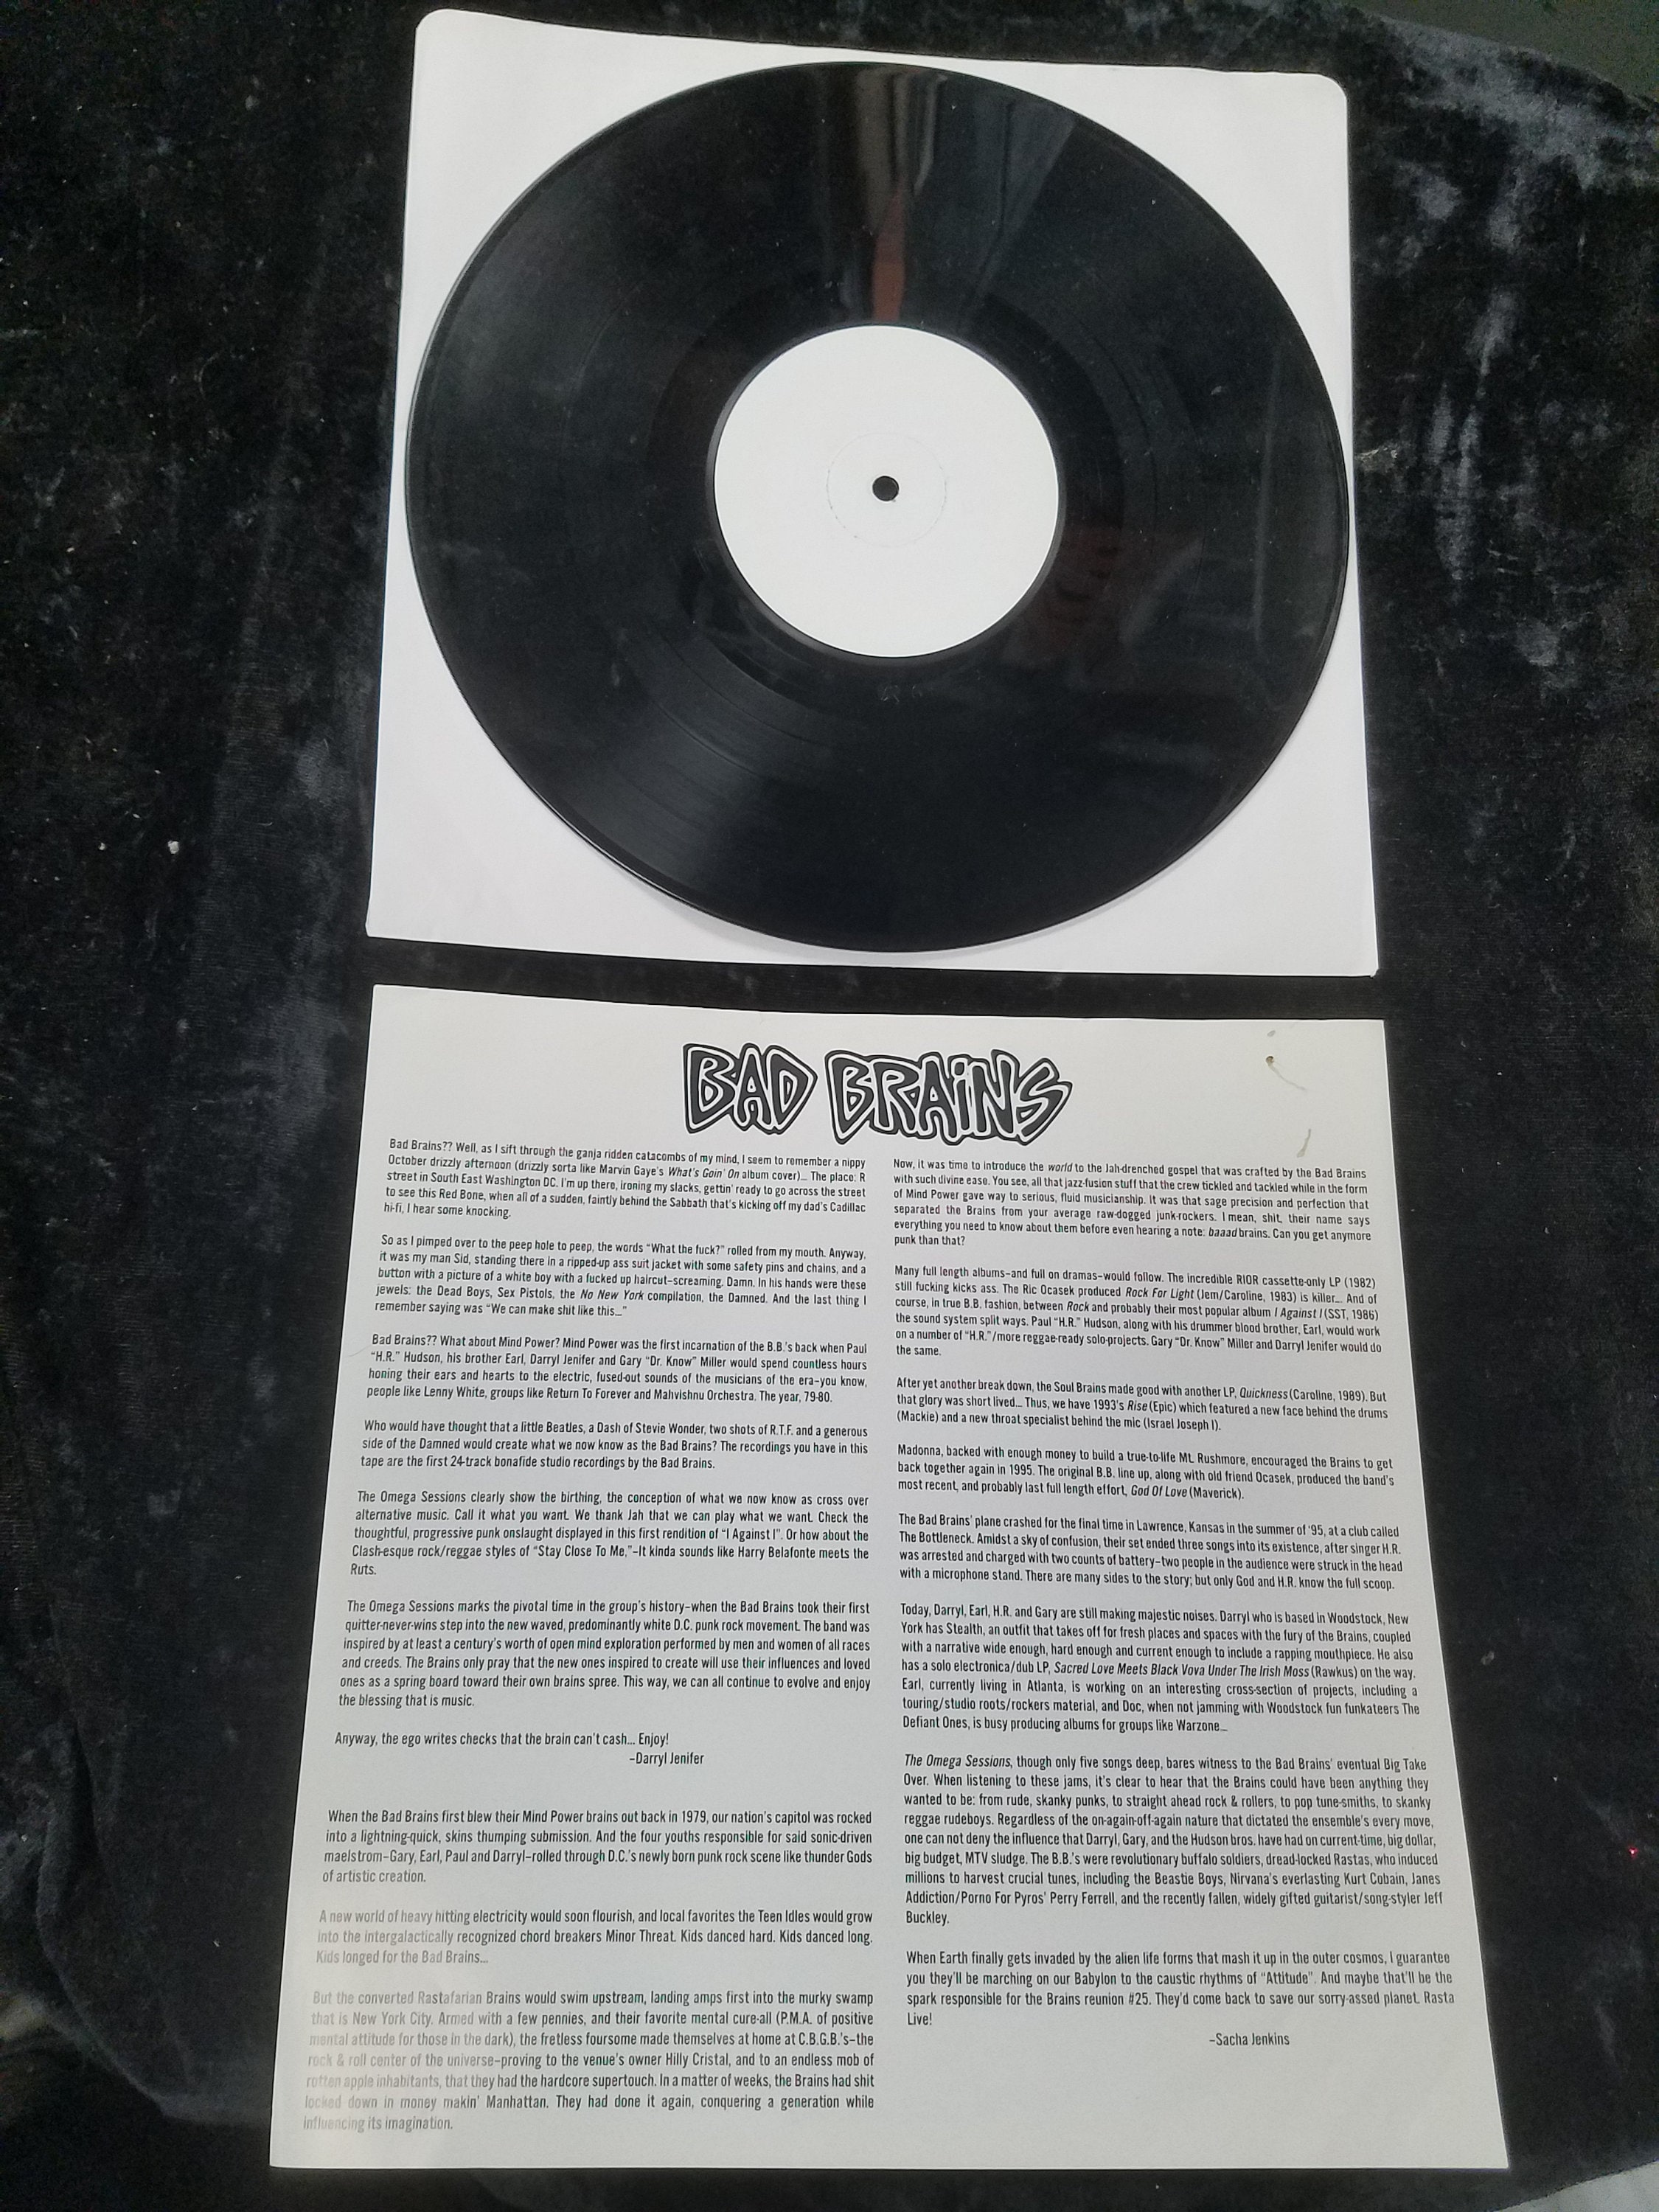 BAD BRAINS
Bad Brains?? Well, as I sift through the ganja ridden catacombs of my mind, I seem to remember a nippy
October drizzly afternoon (drizzly sorta like Marvin Gaye's What's Goin' On album cover)... The place: R
street in South East Washington DC. I'm up there, ironing my slacks, gettin' ready to go across the street
to see this Red Bone, when all of a sudden, faintly behind the Sabbath that's kicking off my dad's Cadillac
hi-fi, I hear some knocking.
So as I pimped over to the peep hole to peep, the words "What the fuck?" rolled from my mouth. Anyway,
it was my man Sid, standing there in a ripped-up ass suit jacket with some safety pins and chains, and a
button with a picture of a white boy with a fucked up haircut–screaming. Damn. In his hands were these
jewels: the Dead Boys, Sex Pistols, the No New York compilation, the Damned. And the last thing I
remember saying was "We can make shit like this..."
Bad Brains?? What about Mind Power? Mind Power was the first incarnation of the B.B.'s back when Paul
"H.R." Hudson, his brother Earl, Darryl Jenifer and Gary "Dr. Know" Miller would spend countless hours
honing their ears and hearts to the electric, fused-out sounds of the musicians of the era–you know,
people like Lenny White, groups like Return To Forever and Mahvishnu Orchestra. The year, 79-80.
Who would have thought that a little Beatles, a Dash of Stevie Wonder, two shots of R.T.F. and a generous
side of the Damned would create what we now know as the Bad Brains? The recordings you have in this
tape are the first 24-track bonafide studio recordings by the Bad Brains.
The Omega Sessions clearly show the birthing, the conception of what we now know as cross over
alternative music. Call it what you want. We thank Jah that we can play what we want. Check the
thoughtful, progressive punk onslaught displayed in this first rendition of "I Against I". Or how about the
Clash-esque rock/reggae styles of "Stay Close To Me,"–It kinda sounds like Harry Belafonte meets the
Ruts.
The Omega Sessions marks the pivotal time in the group's history–when the Bad Brains took their first
quitter-never-wins step into the new waved, predominantly white D.C. punk rock movement. The band was
inspired by at least a century's worth of open mind exploration performed by men and women of all races
and creeds. The Brains only pray that the new ones inspired to create will use their influences and loved
ones as a spring board toward their own brains spree. This way, we can all continue to evolve and enjoy
the blessing that is music.
Anyway, the ego writes checks that the brain can't cash... Enjoy!
–Darryl Jenifer
When the Bad Brains first blew their Mind Power brains out back in 1979, our nation's capitol was rocked
into a lightning-quick, skins thumping submission. And the four youths responsible for said sonic-driven
maelstrom–Gary, Earl, Paul and Darryl–rolled through D.C.'s newly born punk rock scene like thunder Gods
of artistic creation.
A new world of heavy hitting electricity would soon flourish, and local favorites the Teen Idles would grow
into the intergalactically recognized chord breakers Minor Threat. Kids danced hard. Kids danced long.
Kids longed for the Bad Brains...
But the converted Rastafarian Brains would swim upstream, landing amps first into the murky swamp
that is New York City. Armed with a few pennies, and their favorite mental cure-all (P.M.A. of positive
mental attitude for those in the dark), the fretless foursome made themselves at home at C.B.G.B.'s–the
rock & roll center of the universe–proving to the venue's owner Hilly Cristal, and to an endless mob of
rotten apple inhabitants, that they had the hardcore supertouch. In a matter of weeks, the Brains had shit
locked down in money makin' Manhattan. They had done it again, conquering a generation while
influencing its imagination.
Now, it was time to introduce the world to the Jah-drenched gospel that was crafted by the Bad Brains
with such divine ease. You see, all that jazz-fusion stuff that the crew tickled and tackled while in the form
of Mind Power gave way to serious, fluid musicianship. It was that sage precision and perfection that
separated the Brains from your average raw-dogged junk-rockers. I mean, shit, their name says
everything you need to know about them before even hearing a note: baaad brains. Can you get anymore
punk than that?
Many full length albums–and full on dramas–would follow. The incredible RIOR cassette-only LP (1982)
still fucking kicks ass. The Ric Ocasek produced Rock For Light (Jem/Caroline, 1983) is killer... And of
course, in true B.B. fashion, between Rock and probably their most popular album I Against I (SST, 1986)
the sound system split ways. Paul "H.R." Hudson, along with his drummer blood brother, Earl, would work
on a number of "H.R."/more reggae-ready solo-projects. Gary "Dr. Know" Miller and Darryl Jenifer would do
the same.
After yet another break down, the Soul Brains made good with another LP, Quickness (Caroline, 1989). But
that glory was short lived... Thus, we have 1993's Rise (Epic) which featured a new face behind the drums
(Mackie) and a new throat specialist behind the mic (Israel Joseph I).
Madonna, backed with enough money to build a true-to-life Mt. Rushmore, encouraged the Brains to get
back together again in 1995. The original B.B. line up, along with old friend Ocasek, produced the band's
most recent, and probably last full length effort, God Of Love (Maverick).
The Bad Brains' plane crashed for the final time in Lawrence, Kansas in the summer of '95, at a club called
The Bottleneck. Amidst a sky of confusion, their set ended three songs into its existence, after singer H.R.
was arrested and charged with two counts of battery–two people in the audience were struck in the head
with a microphone stand. There are many sides to the story; but only God and H.R. know the full scoop.
Today, Darryl, Earl, H.R. and Gary are still making majestic noises. Darryl who is based in Woodstock, New
York has Stealth, an outfit that takes off for fresh places and spaces with the fury of the Brains, coupled
with a narrative wide enough, hard enough and current enough to include a rapping mouthpiece. He also
has a solo electronica/dub LP, Sacred Love Meets Black Vova Under The Irish Moss (Rawkus) on the way.
Earl, currently living in Atlanta, is working on an interesting cross-section of projects, including a
touring/studio roots/rockers material, and Doc, when not jamming with Woodstock fun funkateers The
Defiant Ones, is busy producing albums for groups like Warzone...
The Omega Sessions, though only five songs deep, bares witness to the Bad Brains' eventual Big Take
Over. When listening to these jams, it's clear to hear that the Brains could have been anything they
wanted to be: from rude, skanky punks, to straight ahead rock & rollers, to pop tune-smiths, to skanky
reggae rudeboys. Regardless of the on-again-off-again nature that dictated the ensemble's every move,
one can not deny the influence that Darryl, Gary, and the Hudson bros. have had on current-time, big dollar,
big budget, MTV sludge. The B.B.'s were revolutionary buffalo soldiers, dread-locked Rastas, who induced
millions to harvest crucial tunes, including the Beastie Boys, Nirvana's everlasting Kurt Cobain, Janes
Addiction/Porno For Pyros' Perry Ferrell, and the recently fallen, widely gifted guitarist/song-styler Jeff
Buckley.
When Earth finally gets invaded by the alien life forms that mash it up in the outer cosmos, I guarantee
you they'll be marching on our Babylon to the caustic rhythms of "Attitude". And maybe that'll be the
spark responsible for the Brains reunion #25. They'd come back to save our sorry-assed planet. Rasta
Live!
–Sacha Jenkins